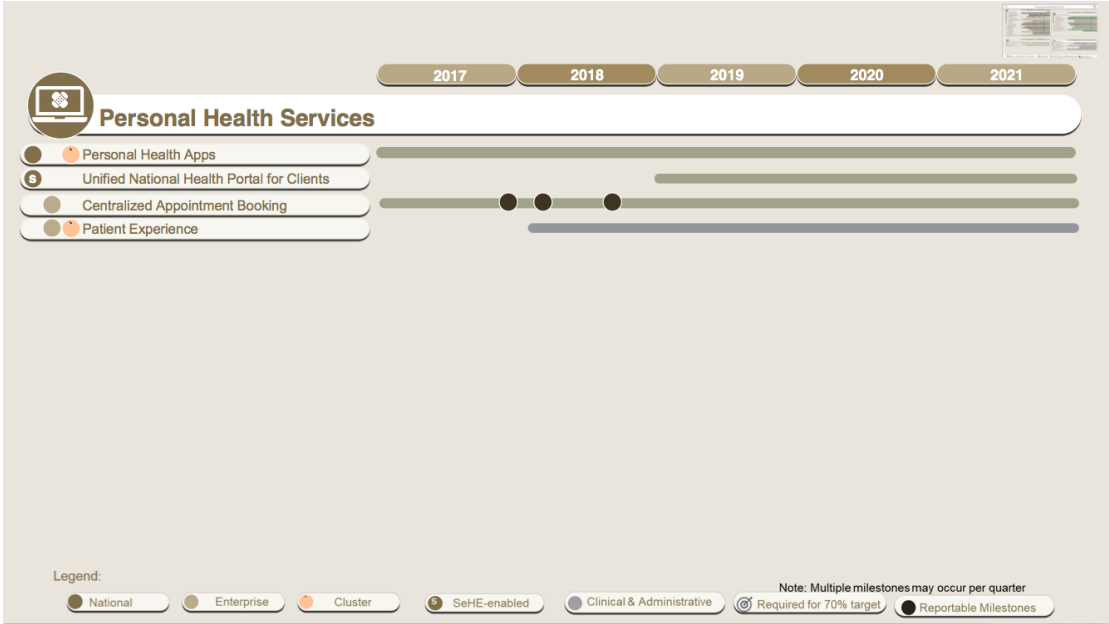 2017 2018 2019 2020 2021
Personal Health Services
Personal Health Apps
S Unified National Health Portal for Clients
Centralized Appointment Booking
Patient Experience
Legend:
Note: Multiple milestones may occur per quarter
National Enterprise Cluster S SeHE-enabled Clinical & Administrative Required for 70% target Reportable Milestones